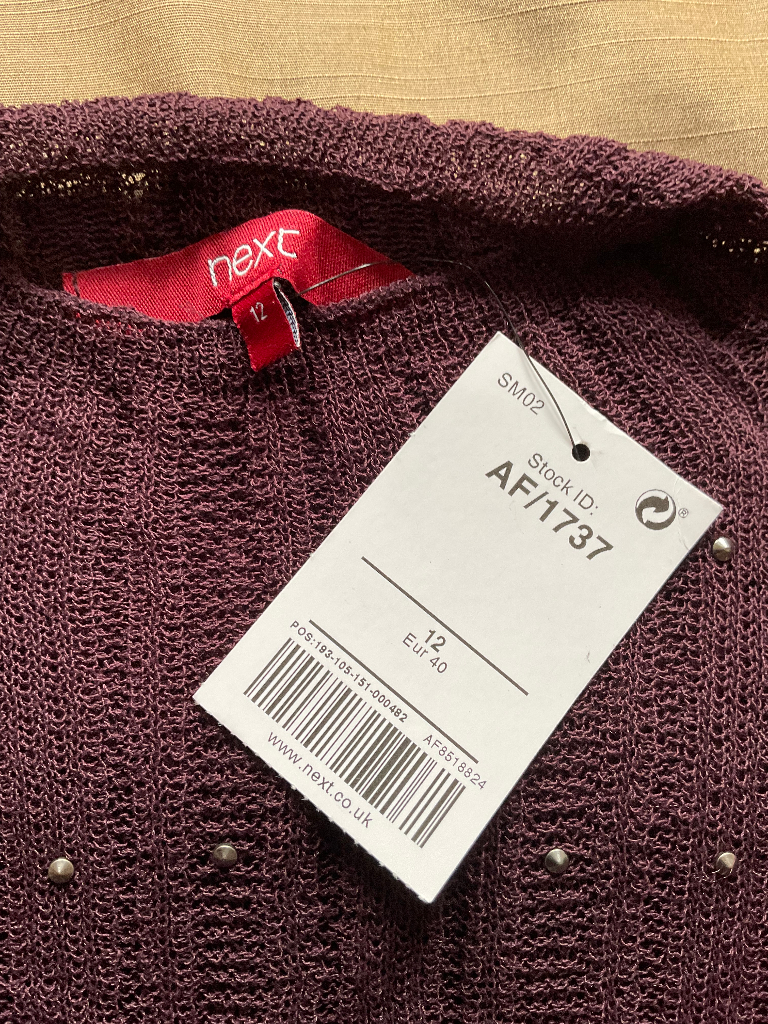 next
12
SM02
Stock ID:
AF/1737
®
12
Eur 40
POS:193-105-151-000482
AF8518824
www.next.co.uk